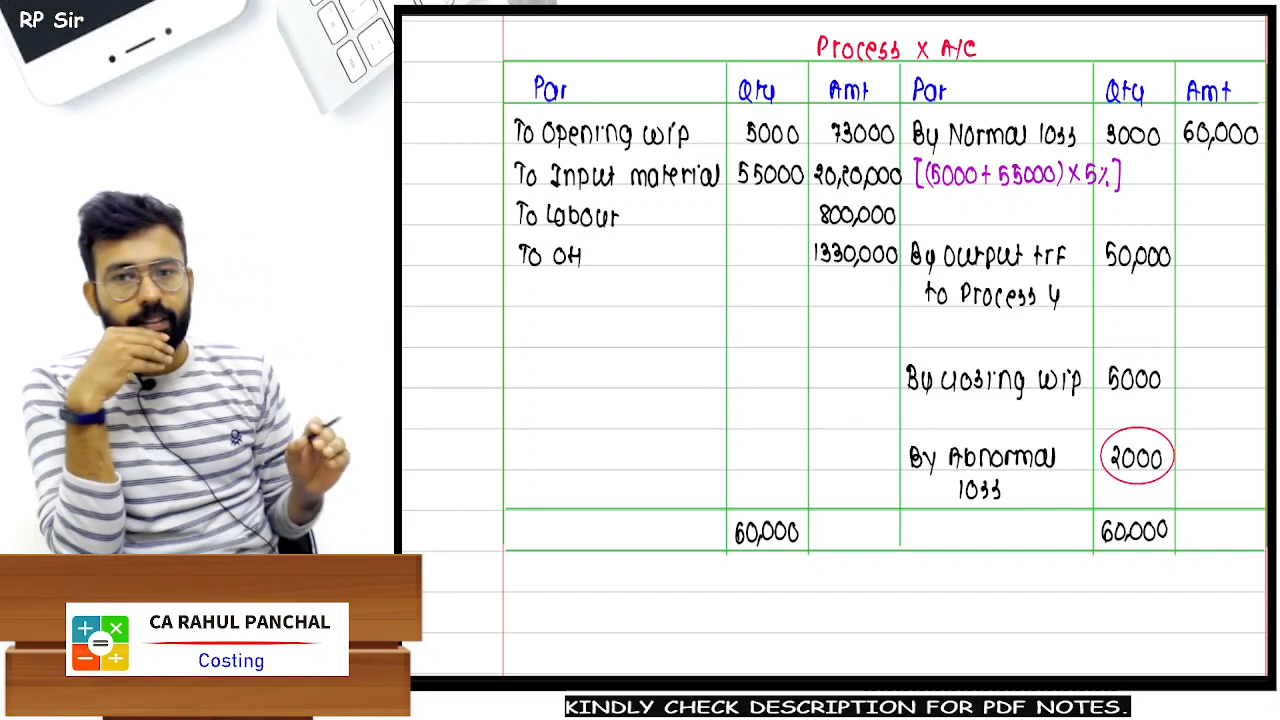 RP Sir
Process X A/C
Par Qty Amt Par Qty Amt
To Opening wip 5000 73000 By Normal loss 3000 60,000
To Input material 55000 20,20,000 [(5000+55000)×5%]
To Labour 800,000
To OH 1330,000 By Output trf 50,000
to Process Y
By closing wip 5000
By Abnormal 2000
loss
60,000 60,000
CA RAHUL PANCHAL
Costing
KINDLY CHECK DESCRIPTION FOR PDF NOTES.